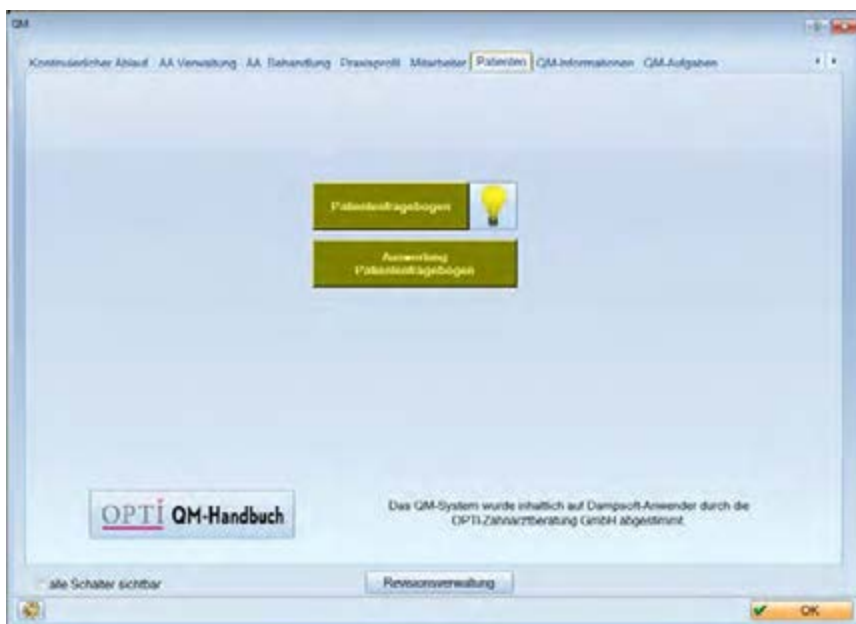 QM
Kontinuierlicher Ablauf AA Verwaltung AA Behandlung Praxisprofil Mitarbeiter Patienten QM-Informationen QM-Aufgaben
Patientenfragebogen
Auswertung
Patientenfragebogen
OPTI QM-Handbuch
Das QM-System wurde inhaltlich auf Dampsoft-Anwender durch die
OPTI-Zahnarztberatung GmbH abgestimmt
alle Schalter sichtbar
Revisionsverwaltung
OK